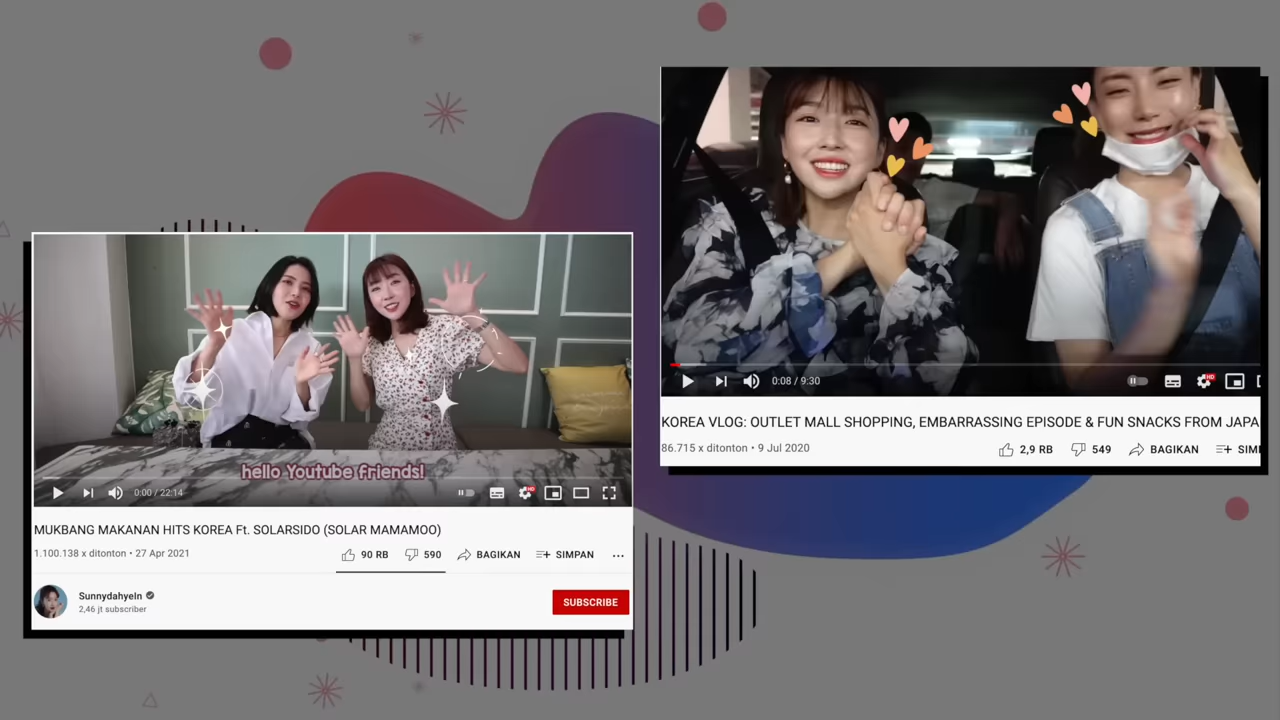 hello Youtube friends!
0:00 / 22:14
HD
MUKBANG MAKANAN HITS KOREA Ft. SOLARSIDO (SOLAR MAMAMOO)
1.100.138 x ditonton • 27 Apr 2021
90 RB
590
BAGIKAN
SIMPAN
Sunnydahyeln
2,46 jt subscriber
SUBSCRIBE
0:08 / 9:30
HD
KOREA VLOG: OUTLET MALL SHOPPING, EMBARRASSING EPISODE & FUN SNACKS FROM JAPA
86.715 x ditonton • 9 Jul 2020
2,9 RB
549
BAGIKAN
SIMI